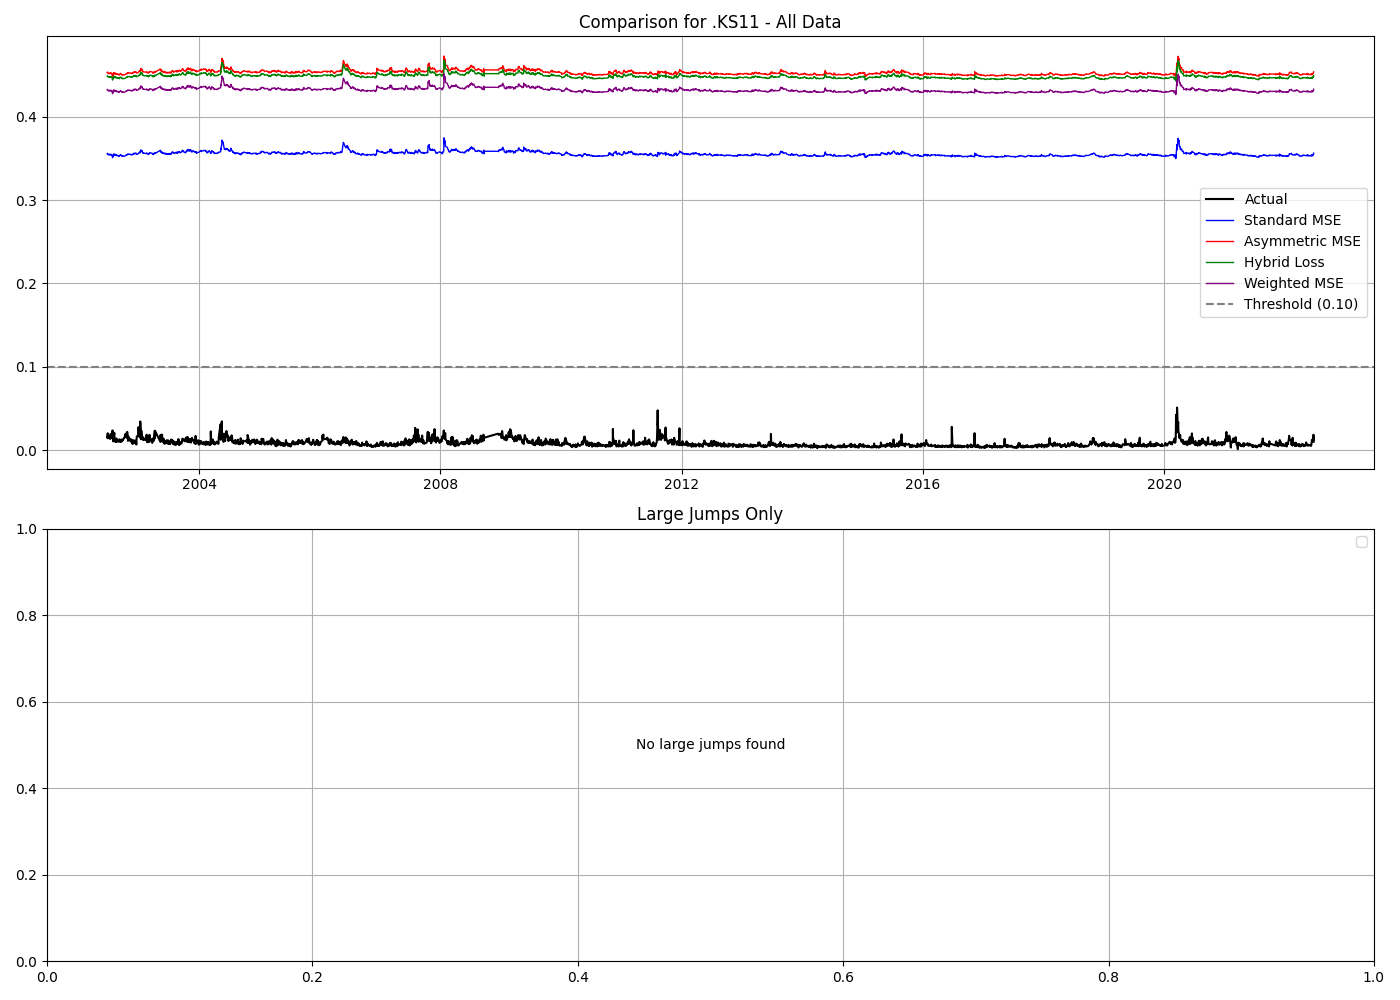 Comparison for .KS11 - All Data
0.4
0.3
0.2
0.1
0.0
Actual
Standard MSE
Asymmetric MSE
Hybrid Loss
Weighted MSE
Threshold (0.10)
2004 2008 2012 2016 2020
Large Jumps Only
1.0
0.8
0.6
0.4
0.2
0.0
No large jumps found
0.0 0.2 0.4 0.6 0.8 1.0